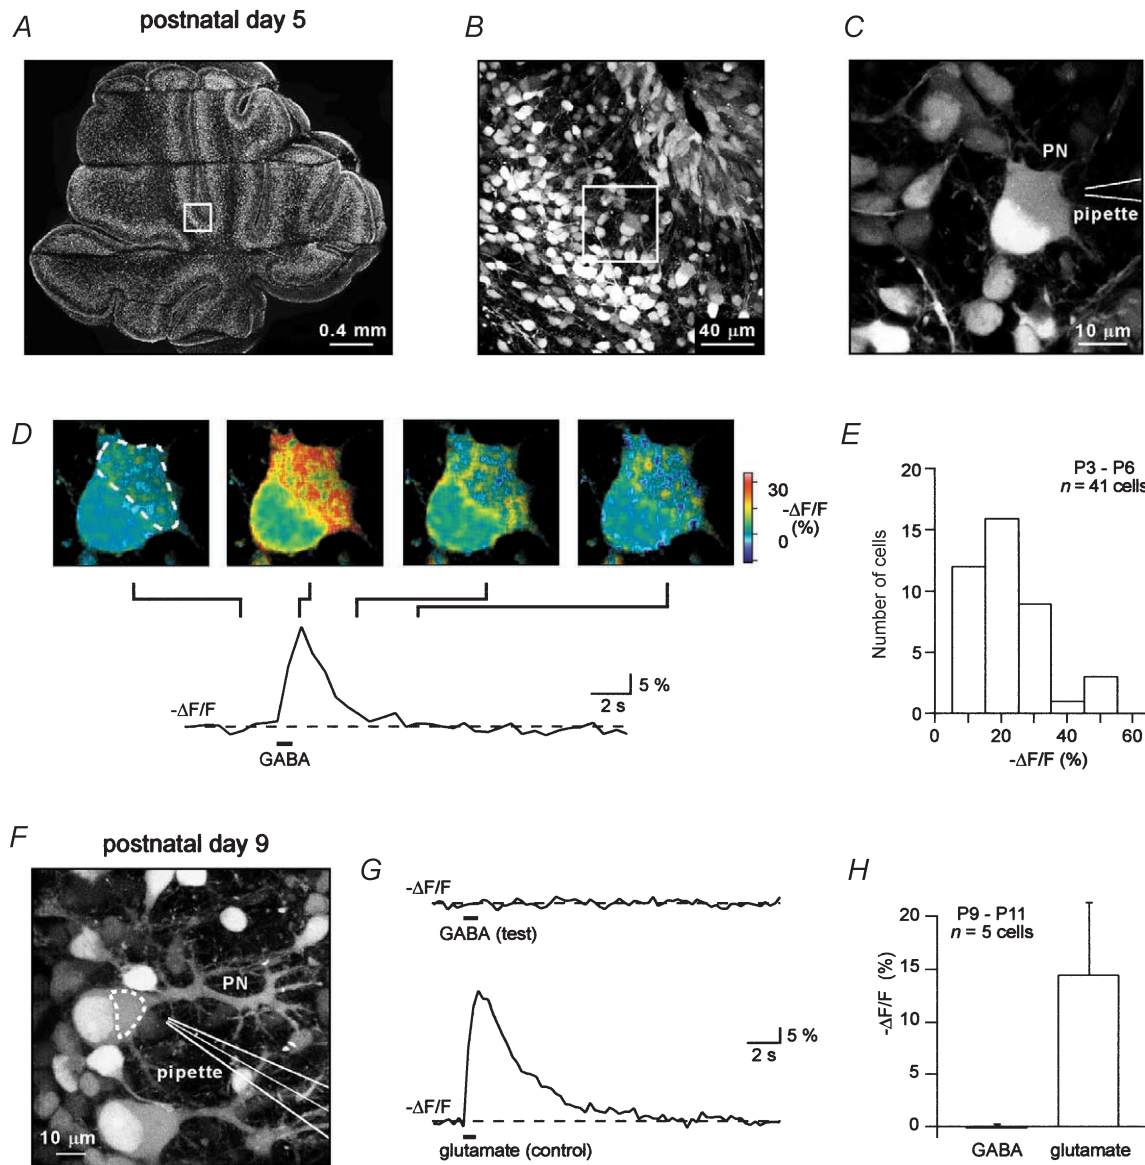 A
postnatal day 5
0.4 mm
B
40 μm
C
PN
pipette
10 μm
D
30
-ΔF/F
(%)
0
-ΔF/F
5 %
2 s
GABA
E
P3 - P6
n = 41 cells
20
15
10
5
0
Number of cells
0 20 40 60
-ΔF/F (%)
F
postnatal day 9
PN
pipette
10 μm
G
-ΔF/F
GABA (test)
5 %
2 s
-ΔF/F
glutamate (control)
H
P9 - P11
n = 5 cells
20
15
10
5
0
-ΔF/F (%)
GABA glutamate